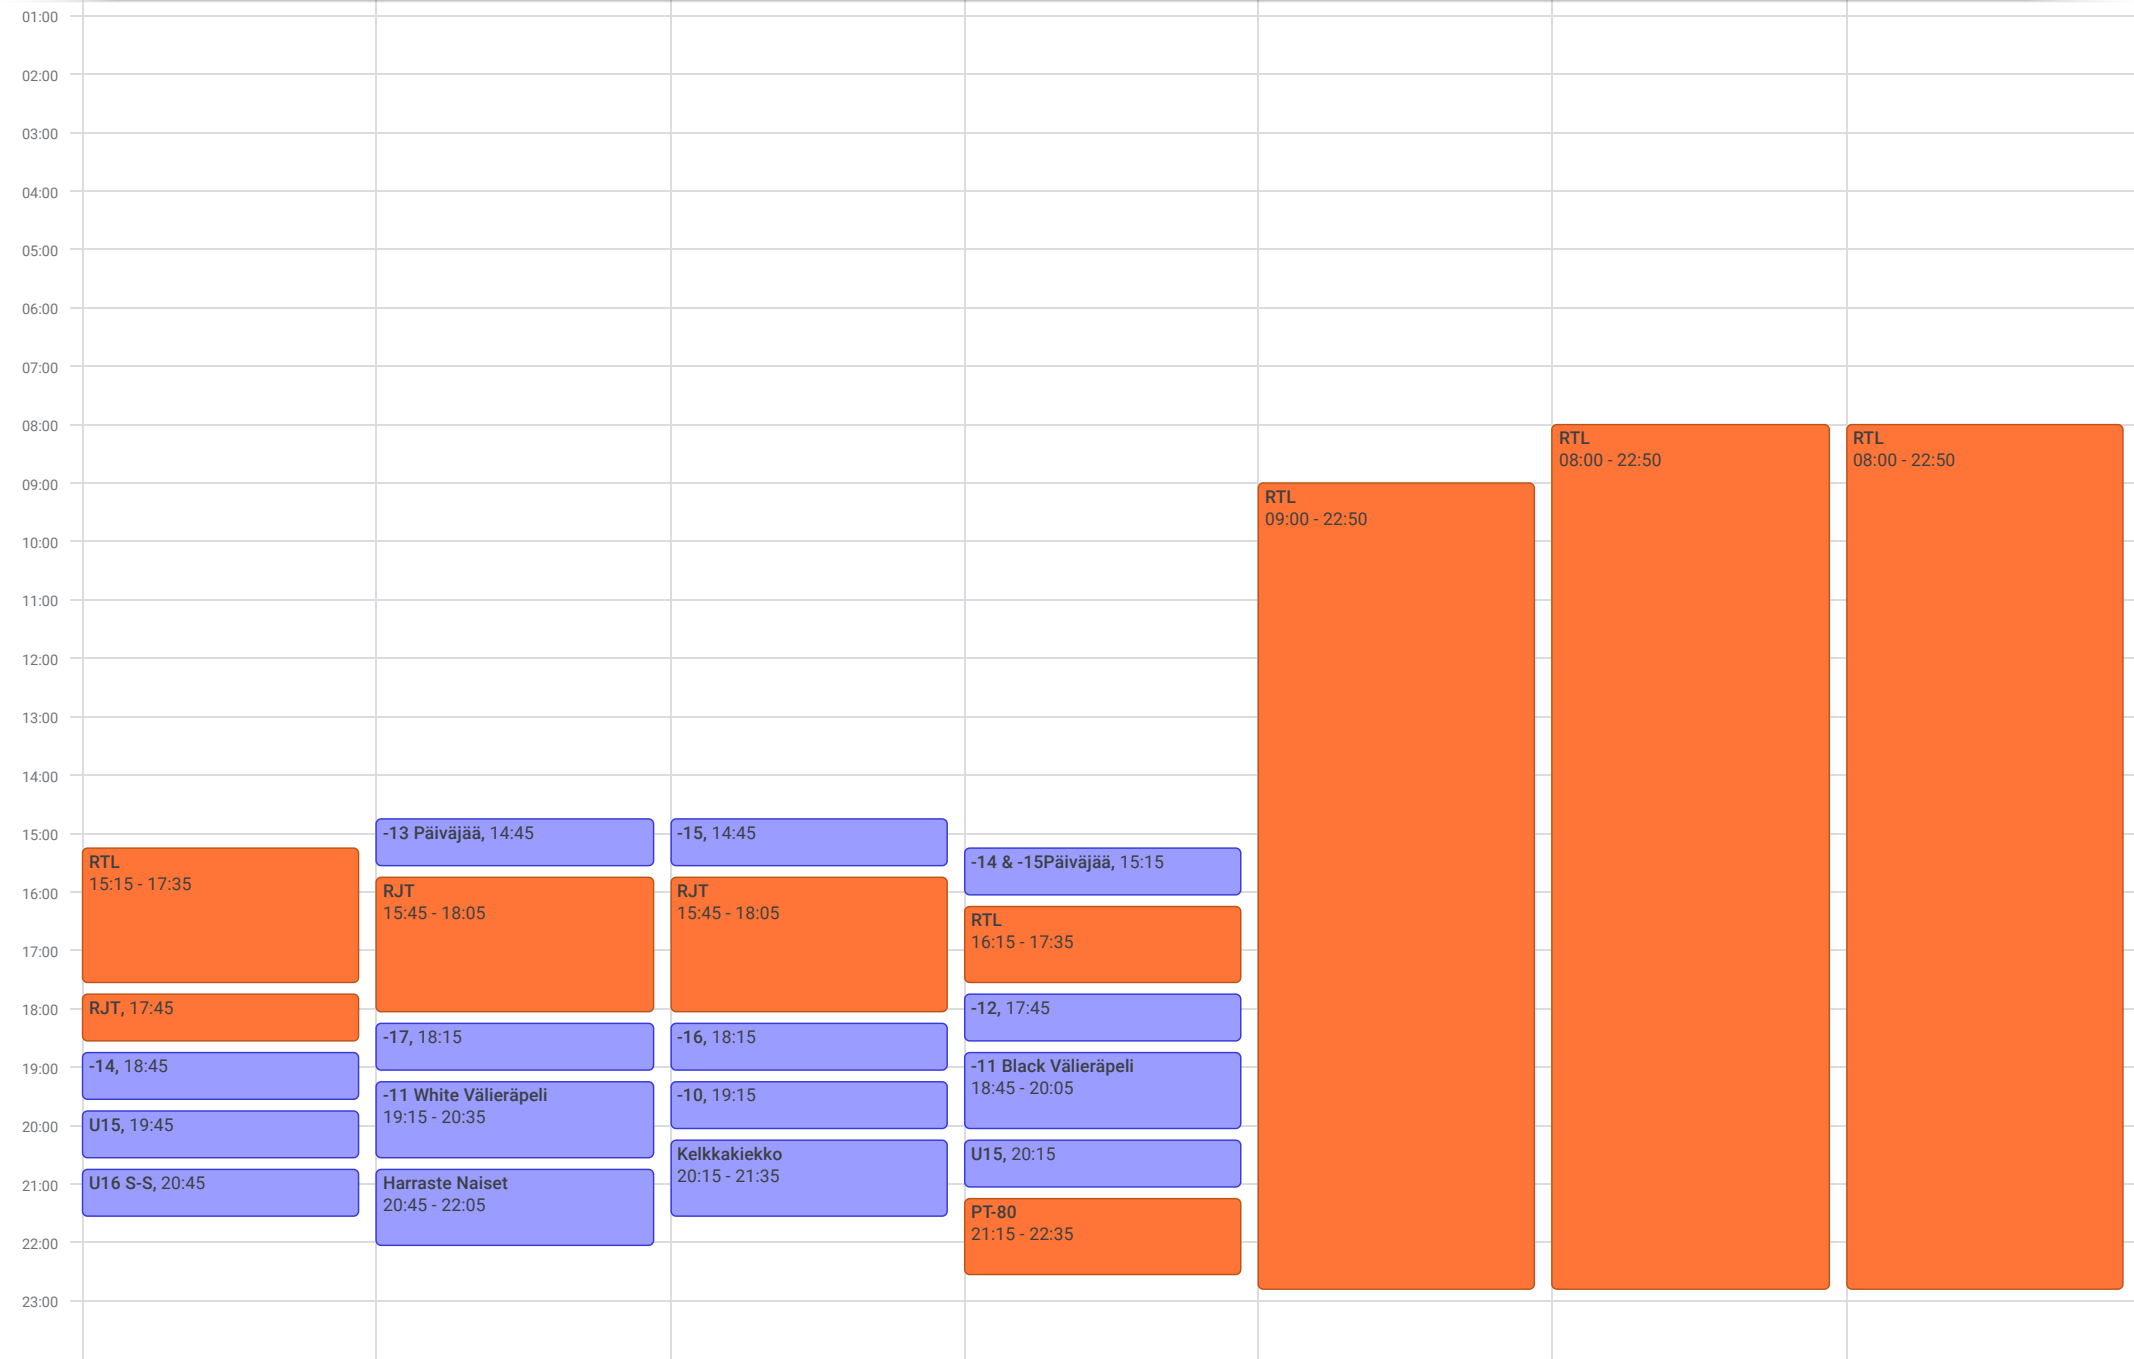 01:00
02:00
03:00
04:00
05:00
06:00
07:00
08:00
09:00
10:00
11:00
12:00
13:00
14:00
15:00
16:00
17:00
18:00
19:00
20:00
21:00
22:00
23:00
RTL
15:15 - 17:35
RJT, 17:45
-14, 18:45
U15, 19:45
U16 S-S, 20:45
-13 Päiväjää, 14:45
RJT
15:45 - 18:05
-17, 18:15
-11 White Välieräpeli
19:15 - 20:35
Harraste Naiset
20:45 - 22:05
-15, 14:45
RJT
15:45 - 18:05
-16, 18:15
-10, 19:15
Kelkkakiekko
20:15 - 21:35
-14 & -15Päiväjää, 15:15
RTL
16:15 - 17:35
-12, 17:45
-11 Black Välieräpeli
18:45 - 20:05
U15, 20:15
PT-80
21:15 - 22:35
RTL
09:00 - 22:50
RTL
08:00 - 22:50
RTL
08:00 - 22:50